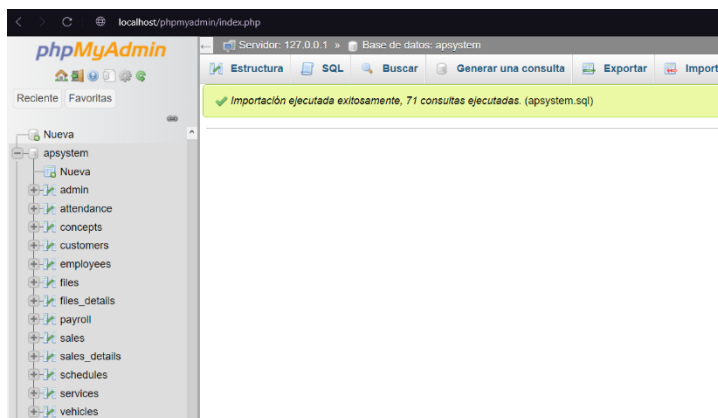 localhost/phpmyadmin/index.php
phpMyAdmin
Reciente Favoritas
Nueva
apsystem
Nueva
admin
attendance
concepts
customers
employees
files
files_details
payroll
sales
sales_details
schedules
services
vehicles
Servidor: 127.0.0.1 » Base de datos: apsystem
Estructura SQL Buscar Generar una consulta Exportar Import
Importación ejecutada exitosamente, 71 consultas ejecutadas. (apsystem.sql)